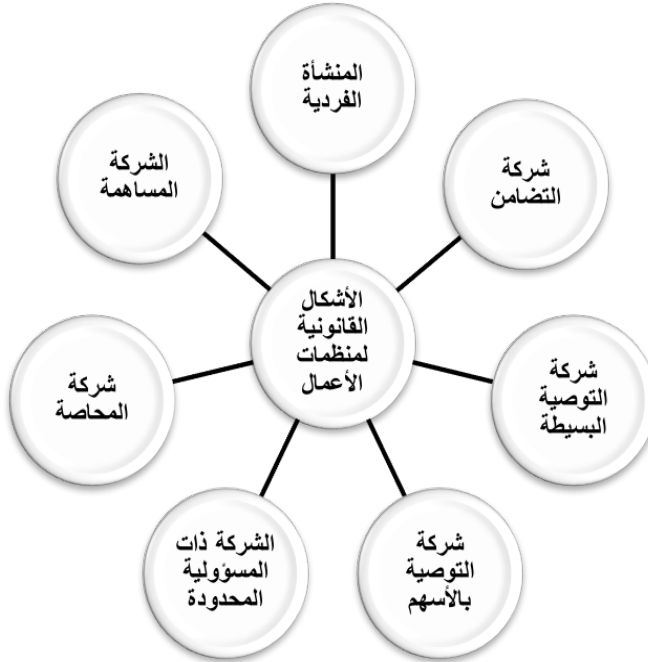 المنشأة
الفردية
شركة
التضامن
شركة
التوصية
البسيطة
شركة
التوصية
بالأسهم
الشركة ذات
المسؤولية
المحدودة
شركة
المحاصة
الشركة
المساهمة
الأشكال
القانونية
لمنظمات
الأعمال